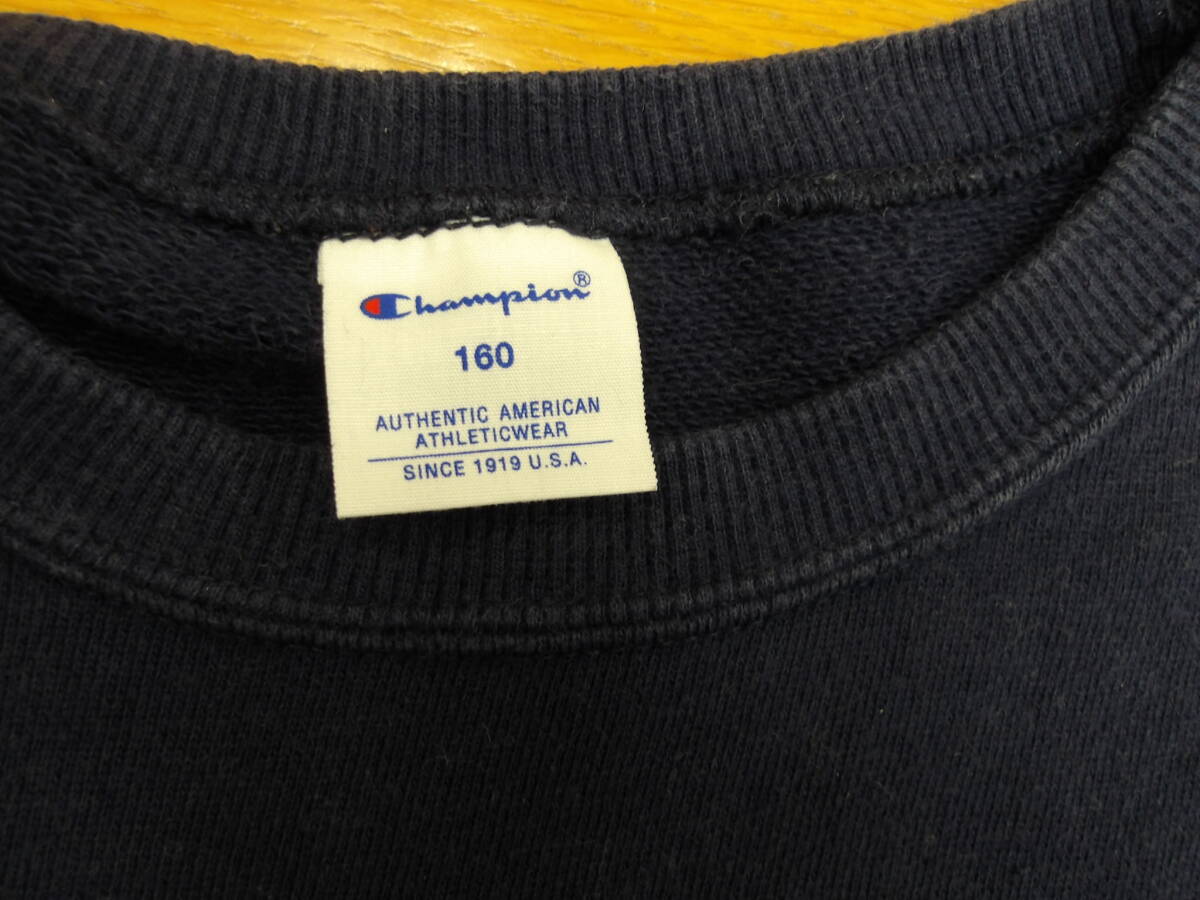 Champion®
160
AUTHENTIC AMERICAN
ATHLETICWEAR
SINCE 1919 U.S.A.